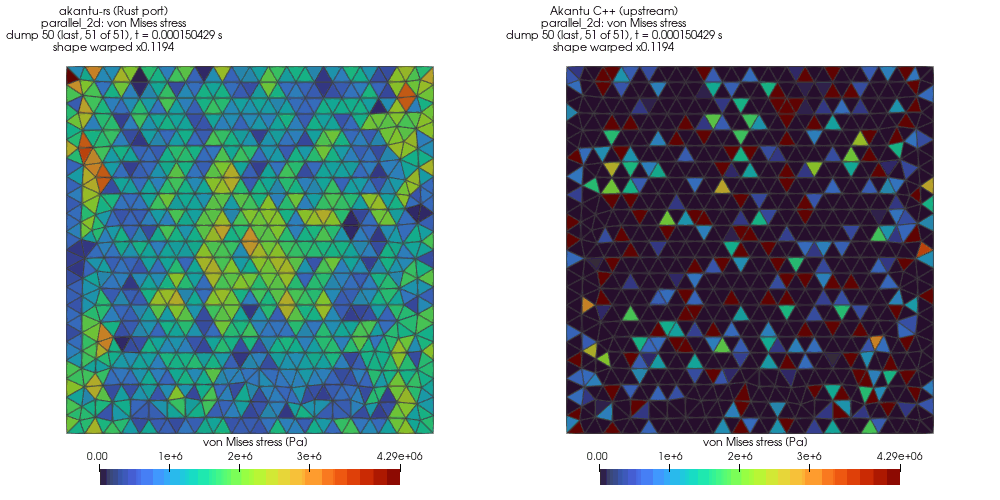 akantu-rs (Rust port)
parallel_2d: von Mises stress
dump 50 (last, 51 of 51), t = 0.000150429 s
shape warped x0.1194
von Mises stress (Pa)
0.00 1e+6 2e+6 3e+6 4.29e+06
Akantu C++ (upstream)
parallel_2d: von Mises stress
dump 50 (last, 51 of 51), t = 0.000150429 s
shape warped x0.1194
von Mises stress (Pa)
0.00 1e+6 2e+6 3e+6 4.29e+06